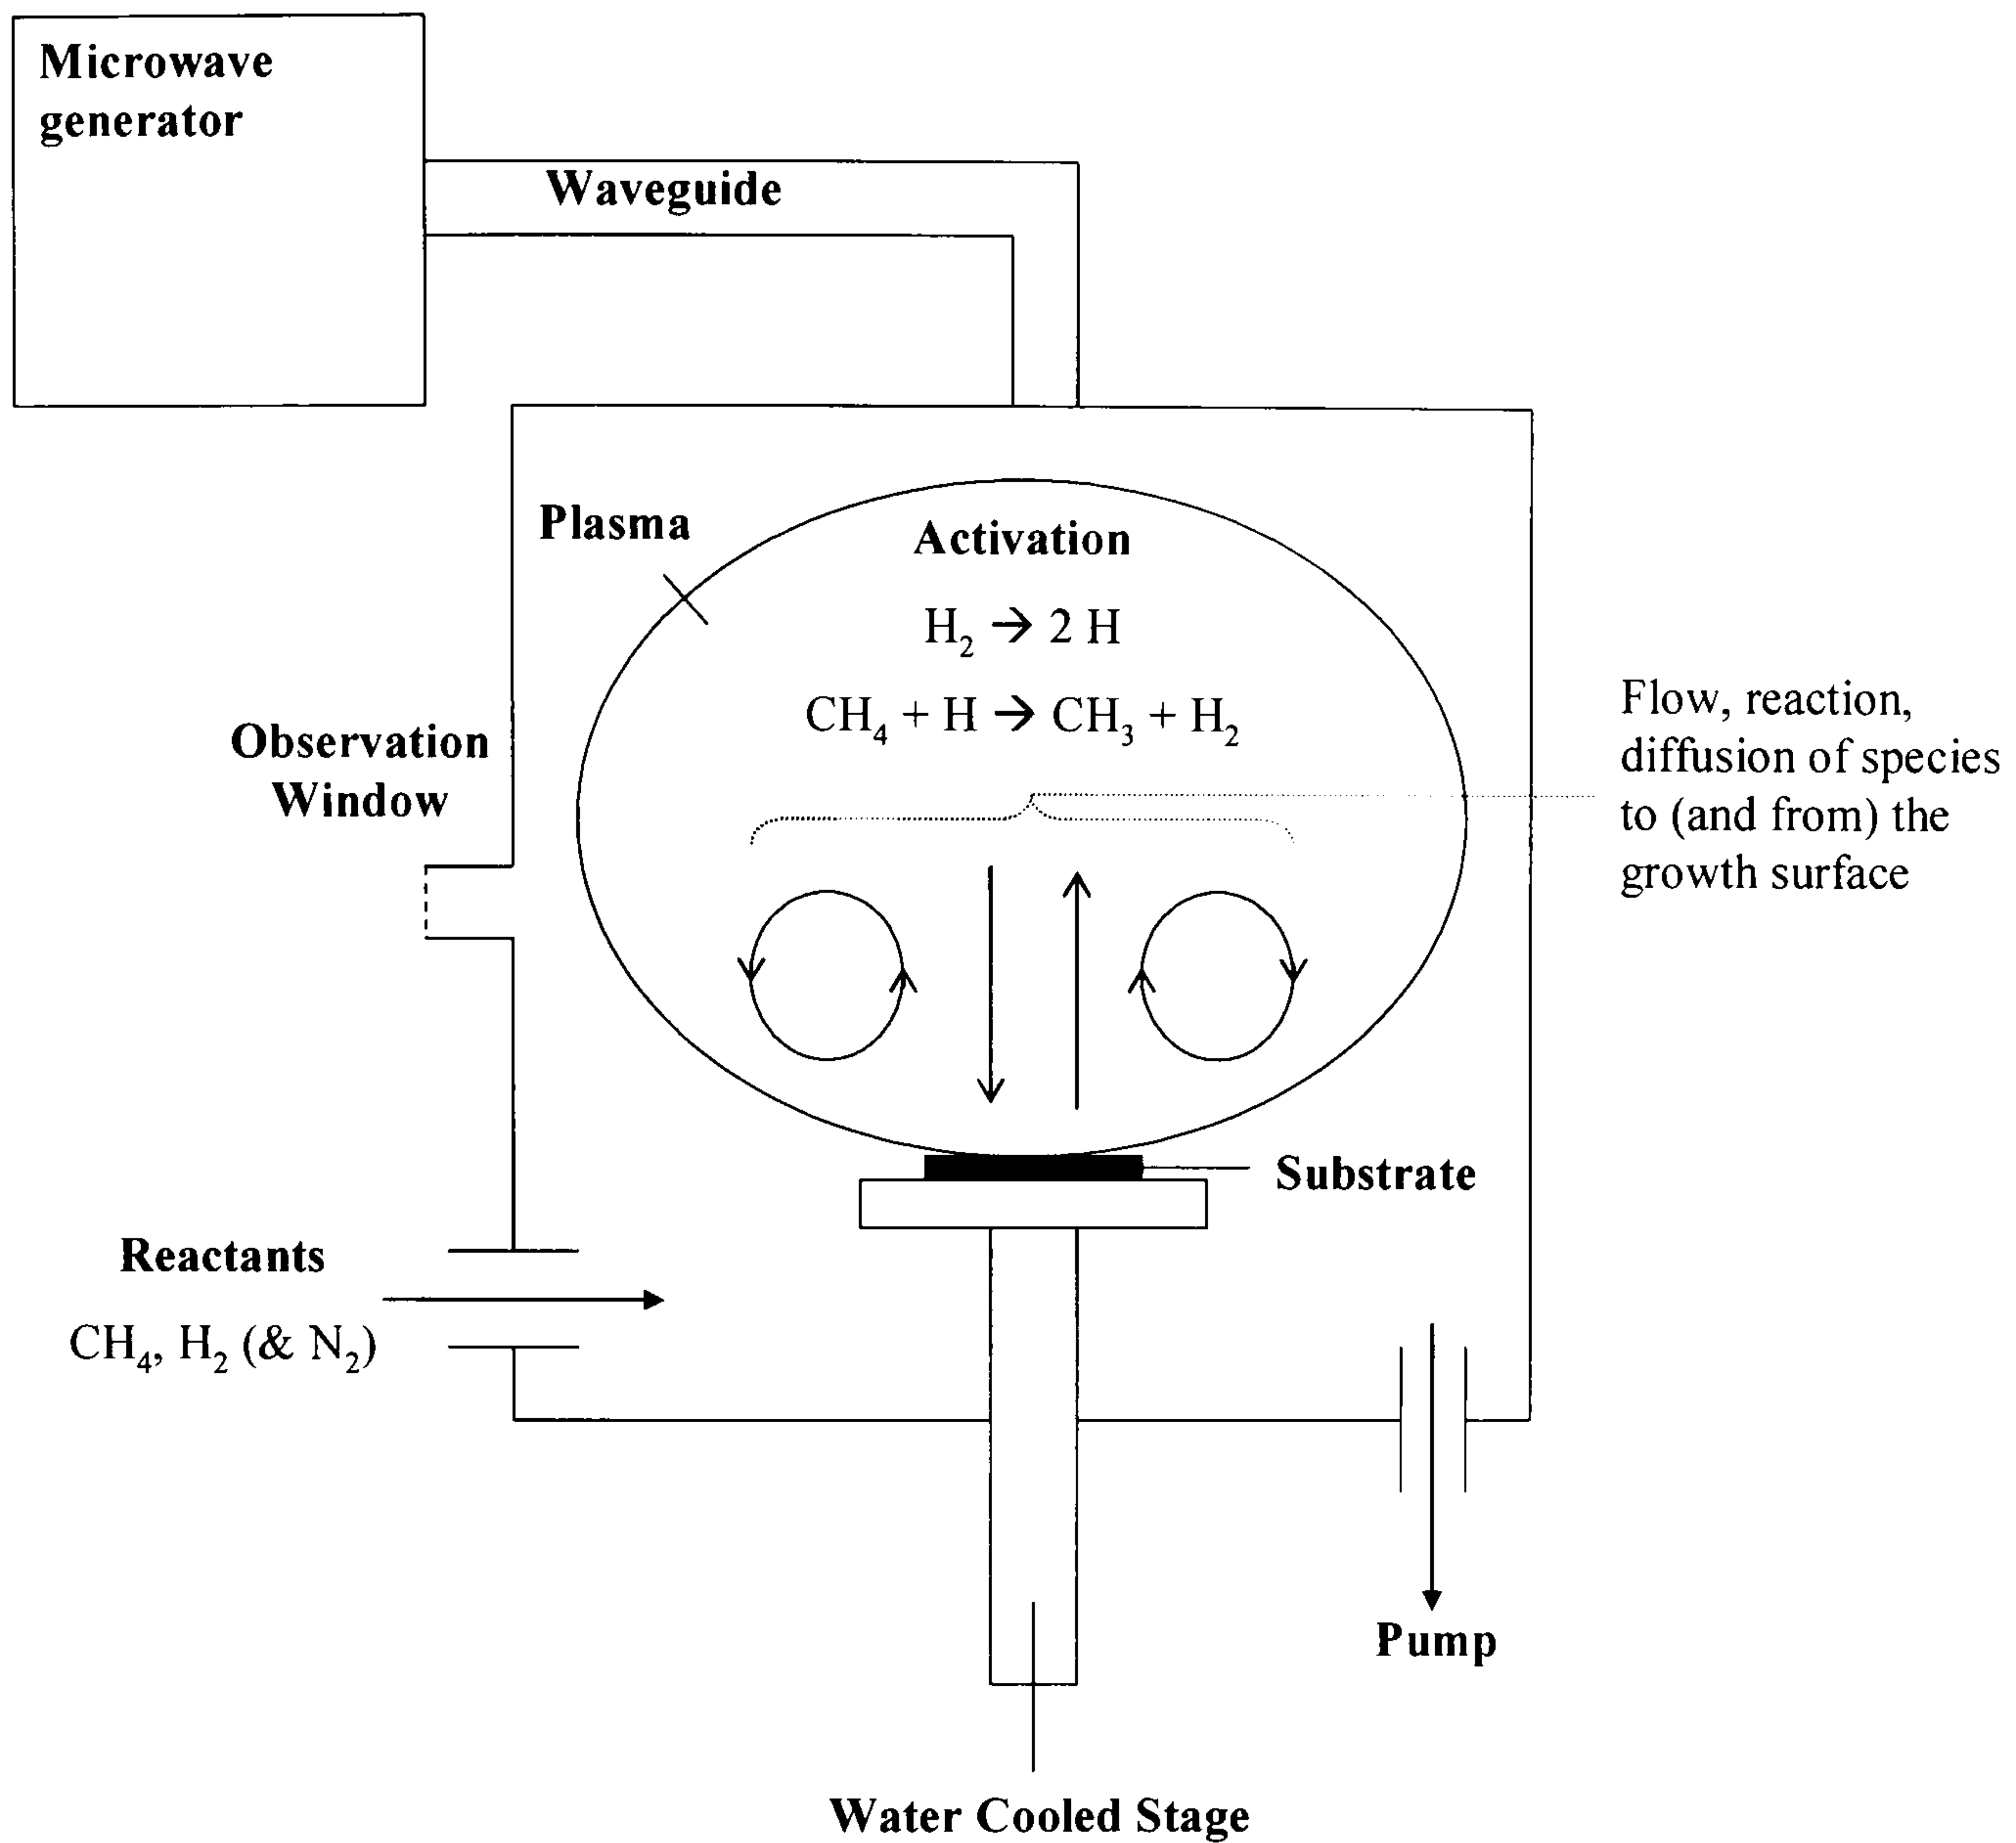 Microwave
generator
Waveguide
Plasma
Activation
H₂ → 2 H
CH₄ + H → CH₃ + H₂
Observation
Window
Flow, reaction,
diffusion of species
to (and from) the
growth surface
Substrate
Reactants
CH₄, H₂ (& N₂)
Pump
Water Cooled Stage